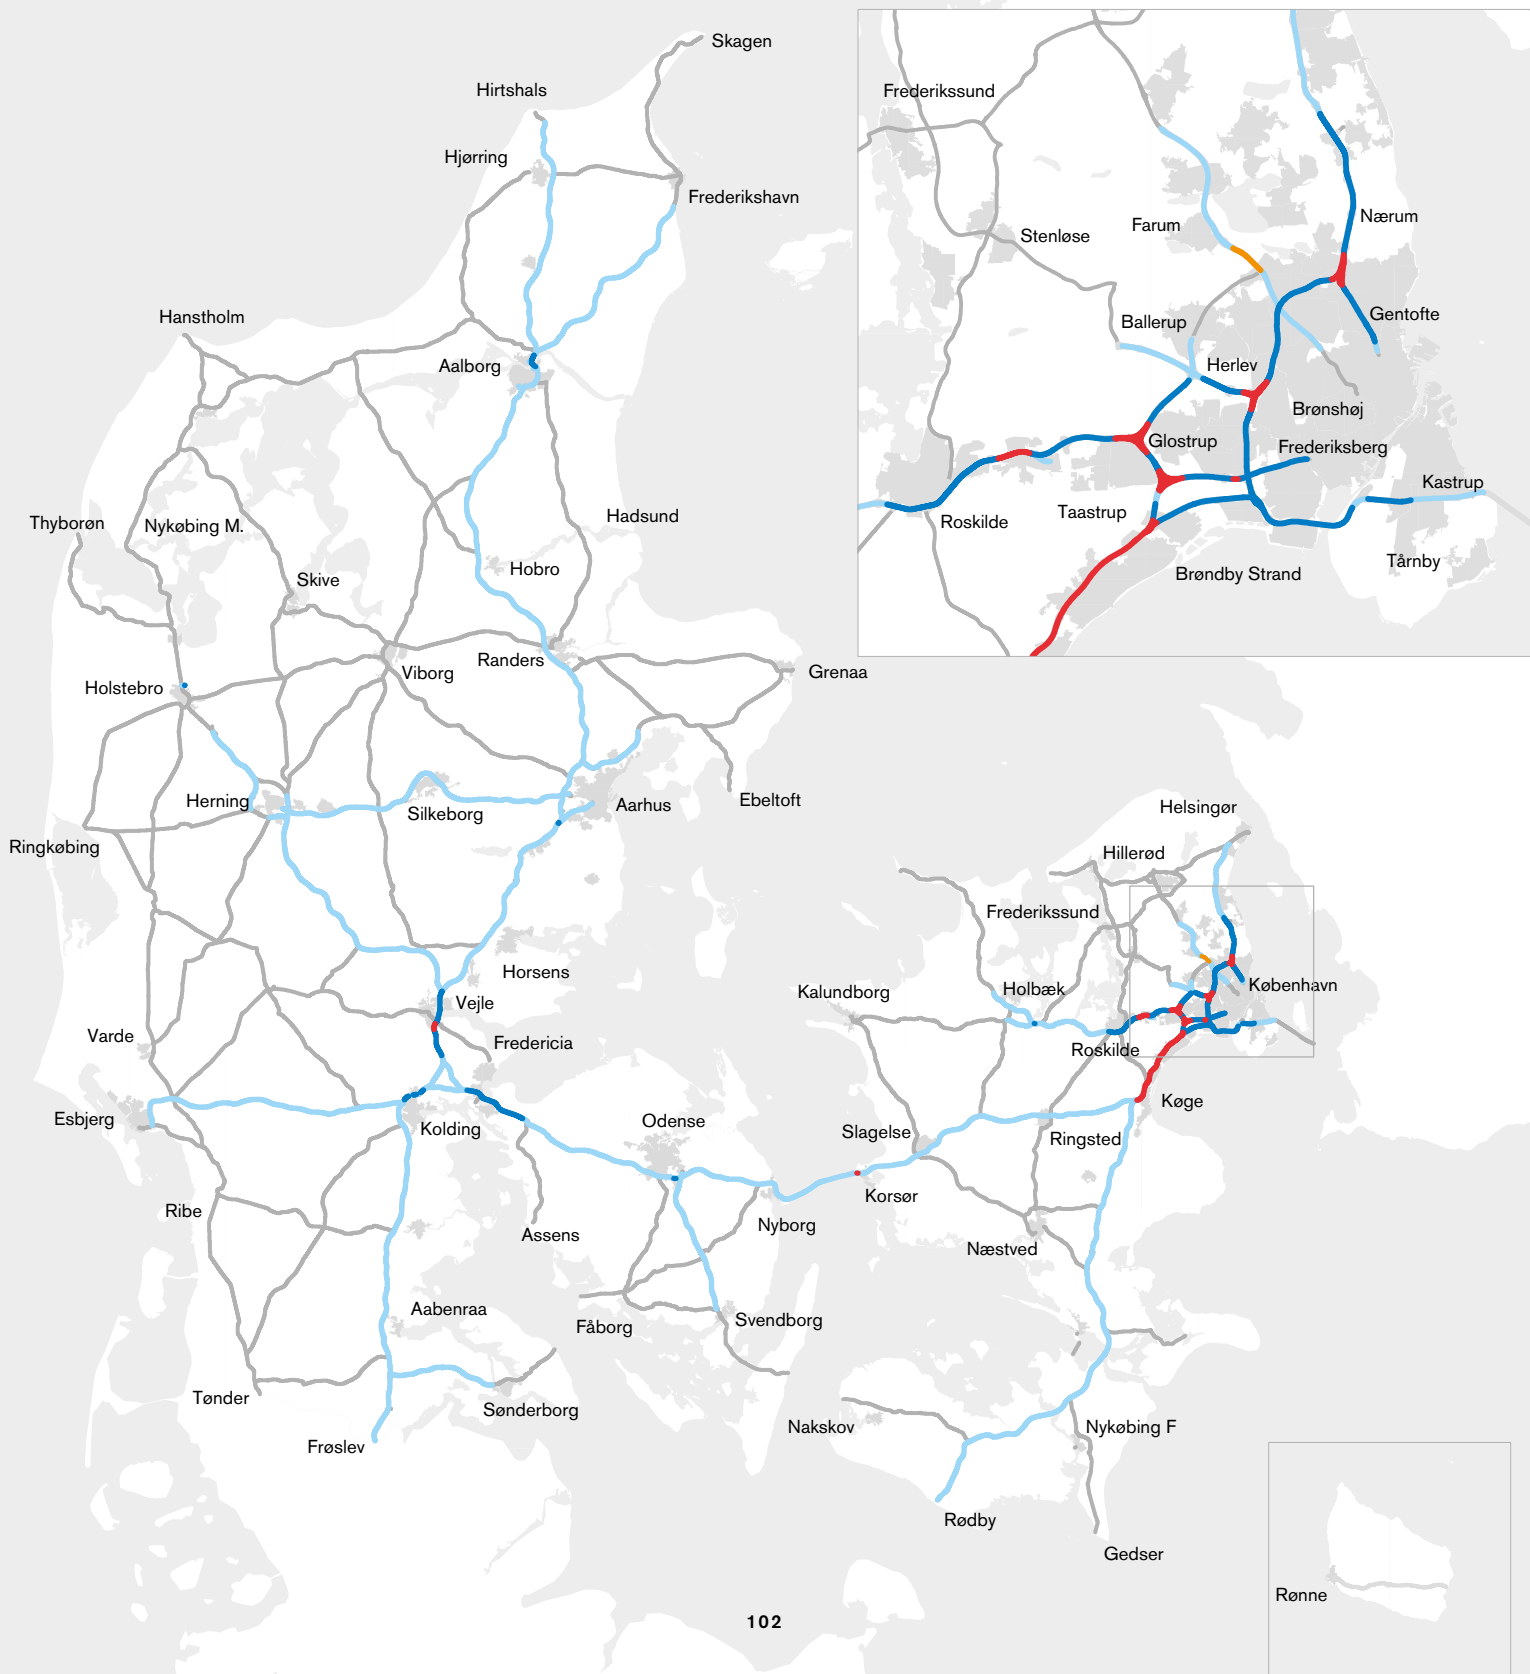 Skagen
Hirtshals
Hjørring
Frederikshavn
Hanstholm
Aalborg
Thyborøn
Nykøbing M.
Hadsund
Skive
Hobro
Viborg
Randers
Grenaa
Holstebro
Herning
Silkeborg
Aarhus
Ebeltoft
Ringkøbing
Horsens
Vejle
Varde
Fredericia
Esbjerg
Kolding
Odense
Ribe
Assens
Nyborg
Aabenraa
Fåborg
Svendborg
Tønder
Sønderborg
Frøslev
Frederikssund
Stenløse
Farum
Nærum
Ballerup
Gentofte
Herlev
Brønshøj
Glostrup
Frederiksberg
Kastrup
Roskilde
Taastrup
Tårnby
Brøndby Strand
Helsingør
Hillerød
Frederikssund
Kalundborg
Holbæk
København
Roskilde
Køge
Slagelse
Ringsted
Korsør
Næstved
Nakskov
Nykøbing F
Rødby
Gedser
Rønne
102